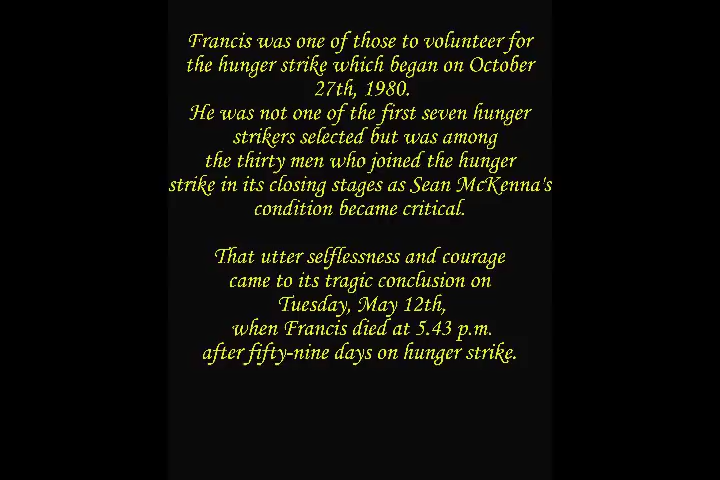 Francis was one of those to volunteer for
the hunger strike which began on October
27th, 1980.
He was not one of the first seven hunger
strikers selected but was among
the thirty men who joined the hunger
strike in its closing stages as Sean McKenna's
condition became critical.
That utter selflessness and courage
came to its tragic conclusion on
Tuesday, May 12th,
when Francis died at 5.43 p.m.
after fifty-nine days on hunger strike.